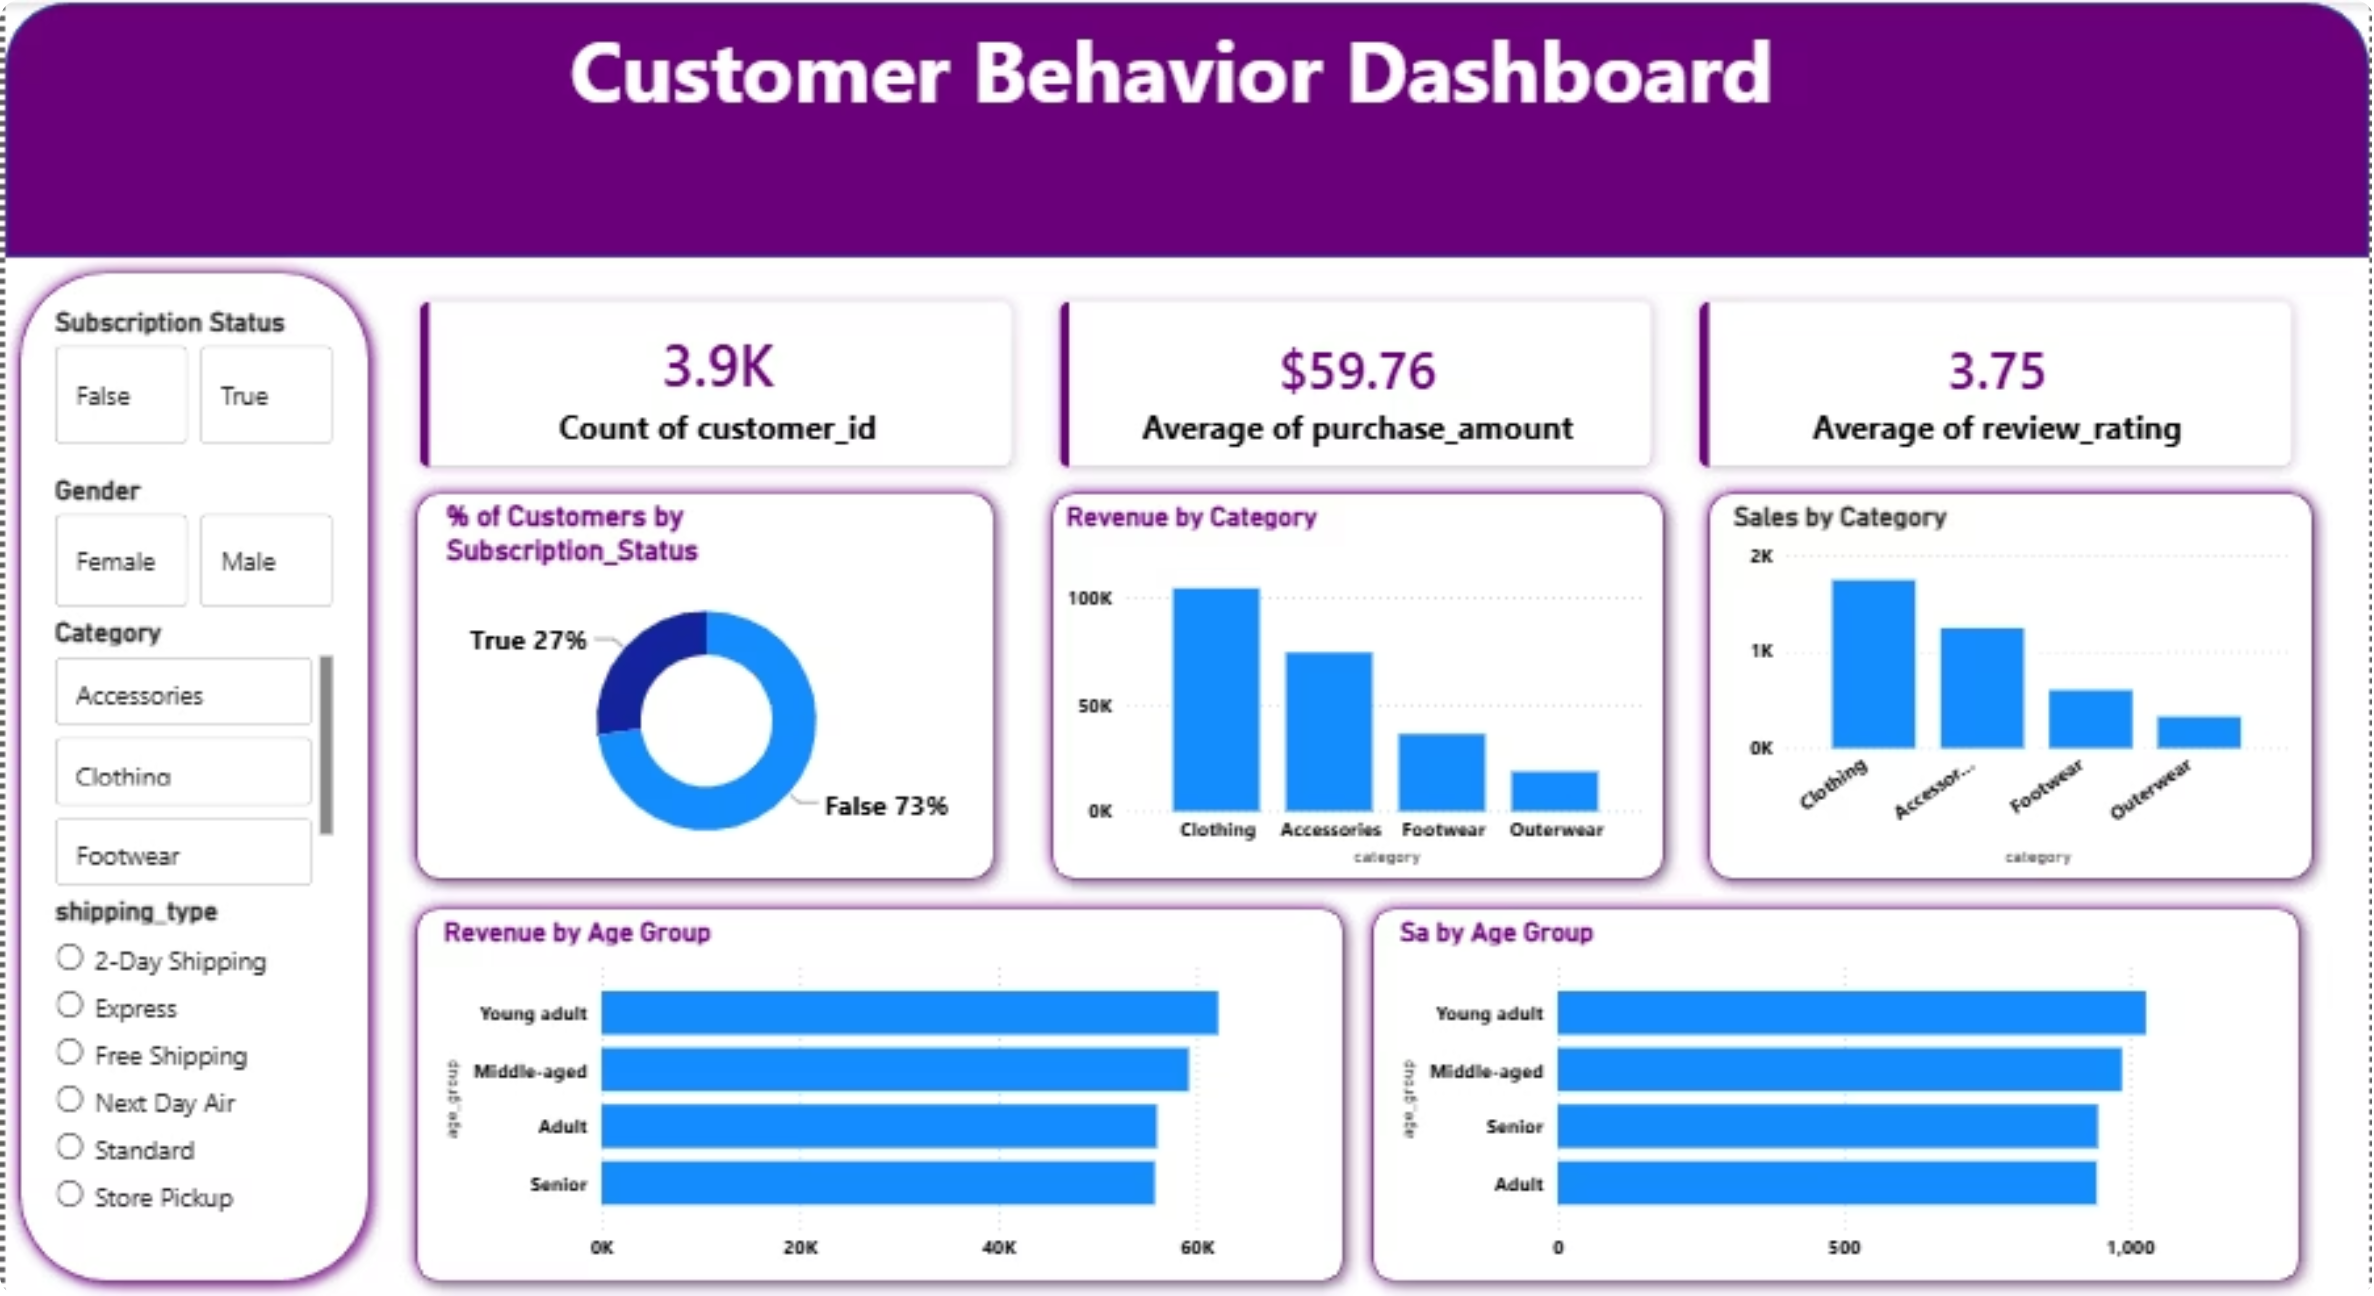 Customer Behavior Dashboard
Subscription Status
False
True
Gender
Female
Male
Category
Accessories
Clothing
Footwear
shipping_type
2-Day Shipping
Express
Free Shipping
Next Day Air
Standard
Store Pickup
3.9K
Count of customer_id
$59.76
Average of purchase_amount
3.75
Average of review_rating
% of Customers by
Subscription_Status
True 27%
False 73%
Revenue by Category
100K
50K
0K
Clothing
Accessories
Footwear
Outerwear
category
Sales by Category
2K
1K
0K
Clothing
Accessor...
Footwear
Outerwear
category
Revenue by Age Group
age_group
Young adult
Middle-aged
Adult
Senior
0K
20K
40K
60K
Sa by Age Group
age_group
Young adult
Middle-aged
Senior
Adult
0
500
1,000